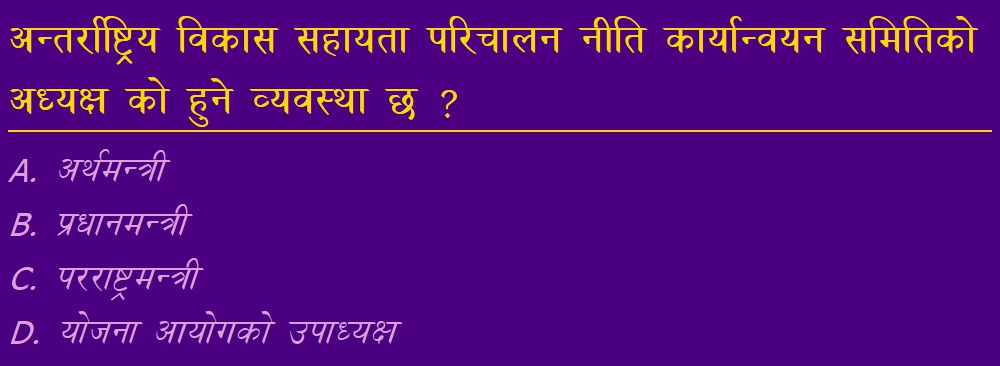 अन्तर्राष्ट्रिय विकास सहायता परिचालन नीति कार्यान्वयन समितिको
अध्यक्ष को हुने व्यवस्था छ ?
A. अर्थमन्त्री
B. प्रधानमन्त्री
C. परराष्ट्रमन्त्री
D. योजना आयोगको उपाध्यक्ष